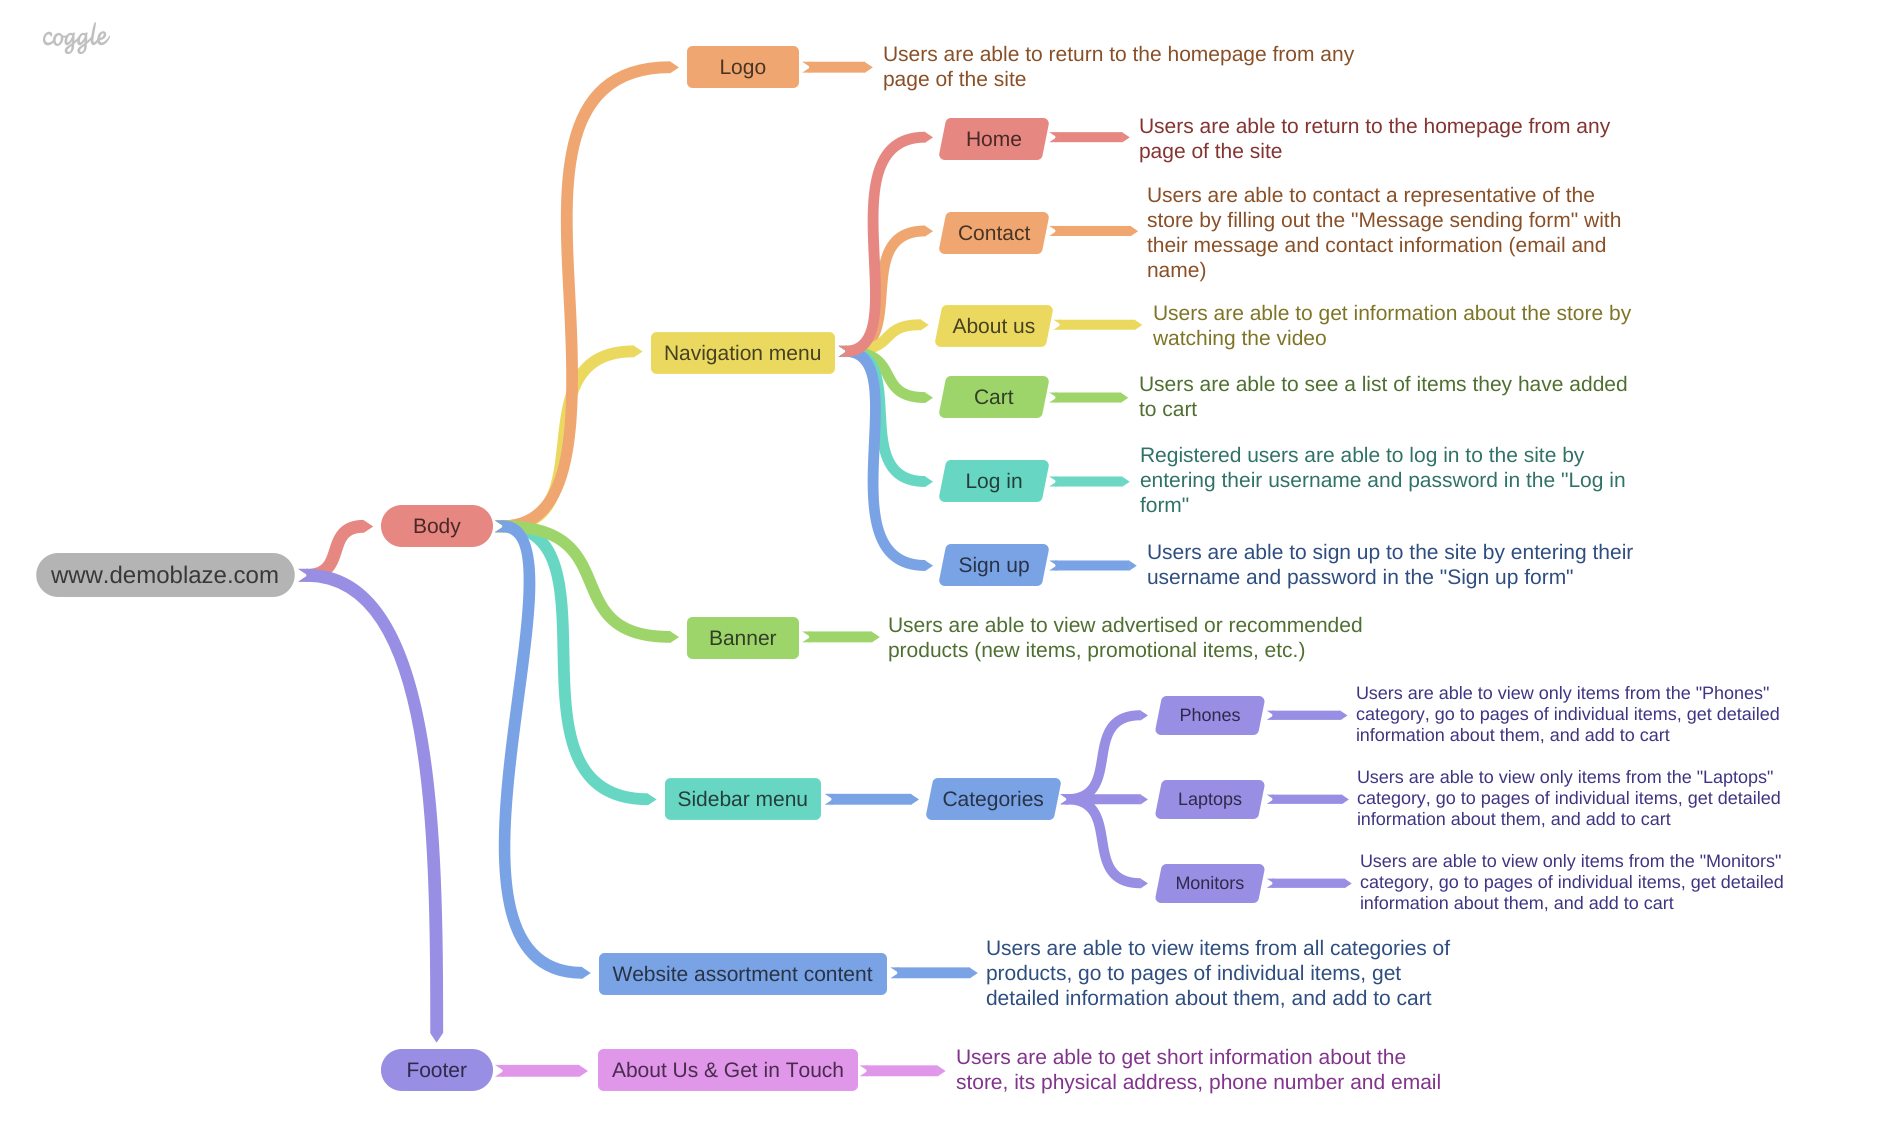 coggle
Logo
Users are able to return to the homepage from any
page of the site
Home
Users are able to return to the homepage from any
page of the site
Contact
Users are able to contact a representative of the
store by filling out the "Message sending form" with
their message and contact information (email and
name)
Navigation menu
About us
Users are able to get information about the store by
watching the video
Cart
Users are able to see a list of items they have added
to cart
Log in
Registered users are able to log in to the site by
entering their username and password in the "Log in
form"
Sign up
Users are able to sign up to the site by entering their
username and password in the "Sign up form"
Body
www.demoblaze.com
Banner
Users are able to view advertised or recommended
products (new items, promotional items, etc.)
Sidebar menu
Categories
Phones
Users are able to view only items from the "Phones"
category, go to pages of individual items, get detailed
information about them, and add to cart
Laptops
Users are able to view only items from the "Laptops"
category, go to pages of individual items, get detailed
information about them, and add to cart
Monitors
Users are able to view only items from the "Monitors"
category, go to pages of individual items, get detailed
information about them, and add to cart
Website assortment content
Users are able to view items from all categories of
products, go to pages of individual items, get
detailed information about them, and add to cart
Footer
About Us & Get in Touch
Users are able to get short information about the
store, its physical address, phone number and email